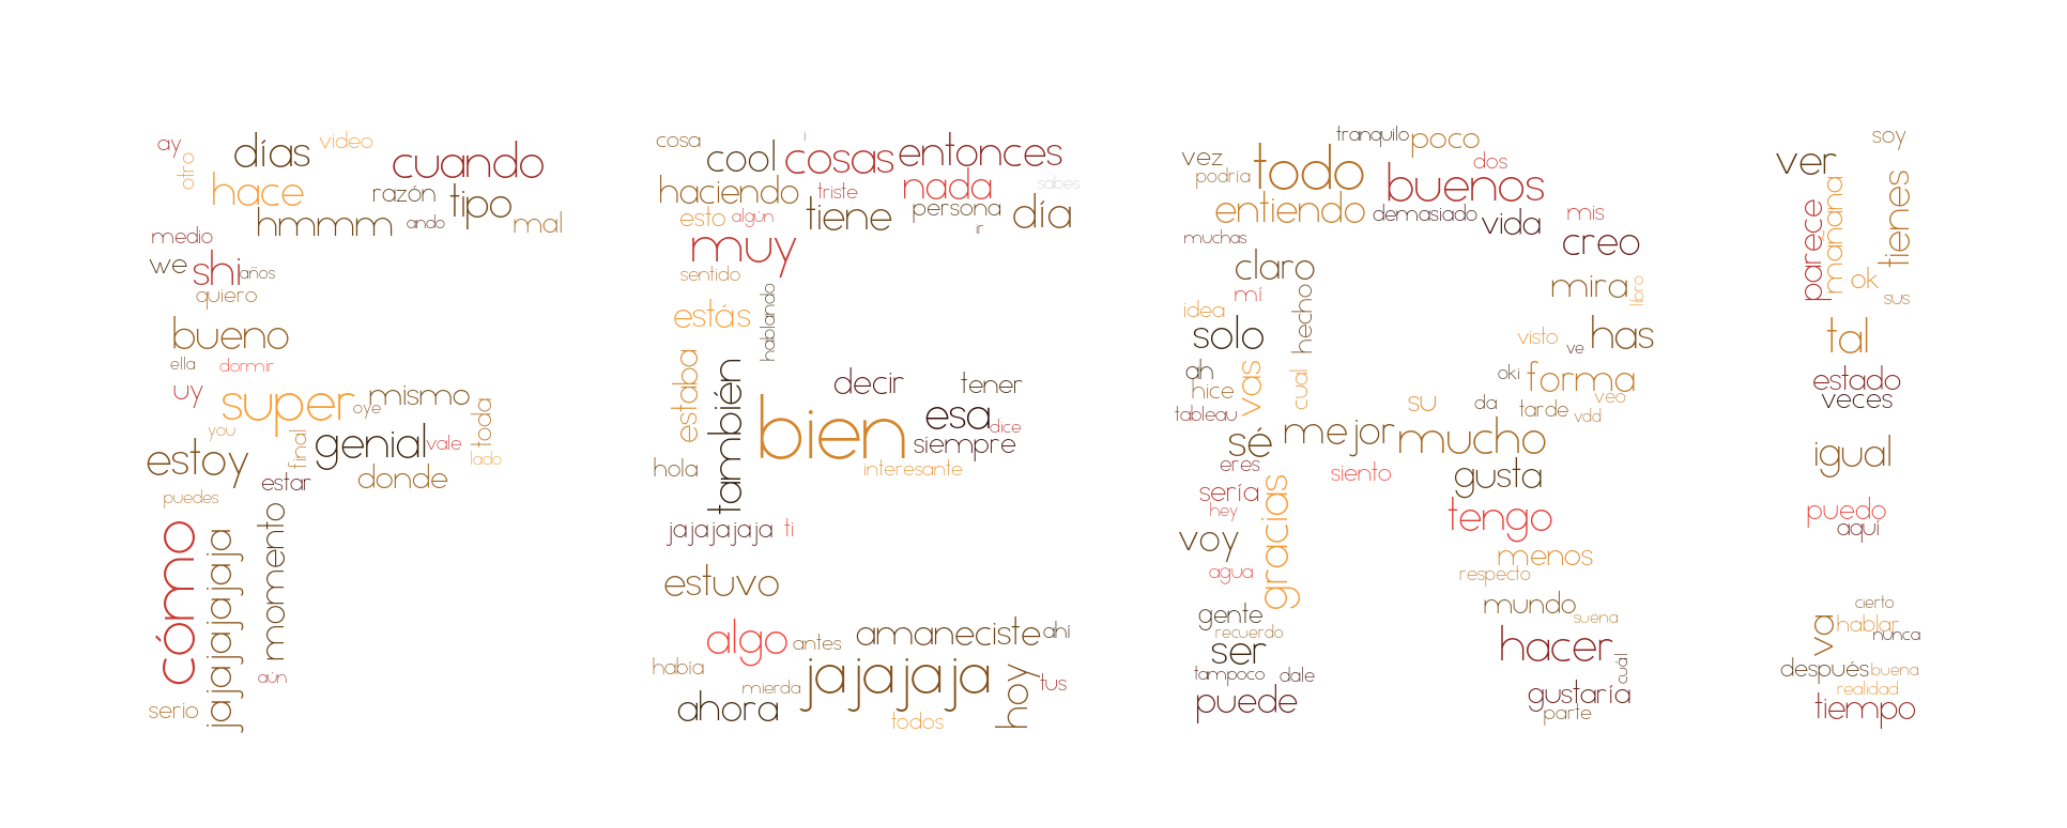 ay
otro
días
video
cuando
hace
razón
tipo
hmmmm
ando
mal
medio
we
shi
años
quiero
bueno
ella
dormir
uy
super
oye
mismo
you
final
genial
vale
toda
lado
estoy
estar
donde
puedes
cómo
jajajajaja
momento
aún
serio
cosa
cool
i
cosas
entonces
haciendo
triste
nada
sabes
esto
algún
tiene
persona
ir
día
muy
sentido
hablando
estás
estaba
también
decir
tener
bien
esa
dice
siempre
interesante
hola
jajajajaja
ti
estuvo
algo
antes
amaneciste
ahí
habia
mierda
jajajaja
hoy
tus
ahora
todos
tranquilo
poco
vez
podría
todo
dos
buenos
entiendo
demasiado
vida
mis
creo
muchas
claro
mí
hecho
mira
libro
idea
solo
visto
ve
has
ah
hice
vas
cual
oki
forma
veo
tableau
su
da
tarde
vdd
sé
mejor
mucho
eres
siento
gusta
sería
hey
gracias
tengo
voy
menos
agua
respecto
gente
recuerdo
mundo
suena
ser
hacer
tampoco
dale
cuál
puede
gustaría
parte
soy
ver
parece
mañana
tienes
ok
sus
tal
estado
veces
igual
puedo
aquí
cierto
va
hablar
nunca
después
buena
realidad
tiempo